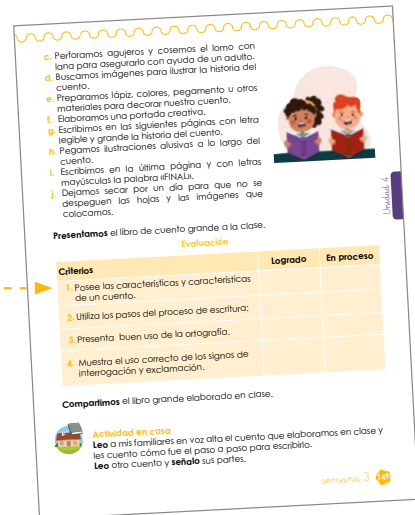 c. Perforamos agujeros y cosemos el lomo con
lana para asegurarlo con ayuda de un adulto.
d. Buscamos imágenes para ilustrar la historia del
cuento.
e. Preparamos lápiz, colores, pegamento u otros
materiales para decorar nuestro cuento.
f. Elaboramos una portada creativa.
g. Escribimos en las siguientes páginas con letra
legible y grande la historia del cuento.
h. Pegamos ilustraciones alusivas a lo largo del
cuento.
i. Escribimos en la última página y con letras
mayúsculas la palabra «FINAL».
j. Dejamos secar por un día para que no se
despeguen las hojas y las imágenes que
colocamos.
Unidad 4
Presentamos el libro de cuento grande a la clase.
Evaluación
Criterios Logrado En proceso
1. Posee las características y características
de un cuento.
2. Utiliza los pasos del proceso de escritura:
3. Presenta buen uso de la ortografía.
4. Muestra el uso correcto de los signos de
interrogación y exclamación.
Compartimos el libro grande elaborado en clase.
Actividad en casa
Leo a mis familiares en voz alta el cuento que elaboramos en clase y
les cuento cómo fue el paso a paso para escribirlo.
Leo otro cuento y señalo sus partes.
semana 3 149